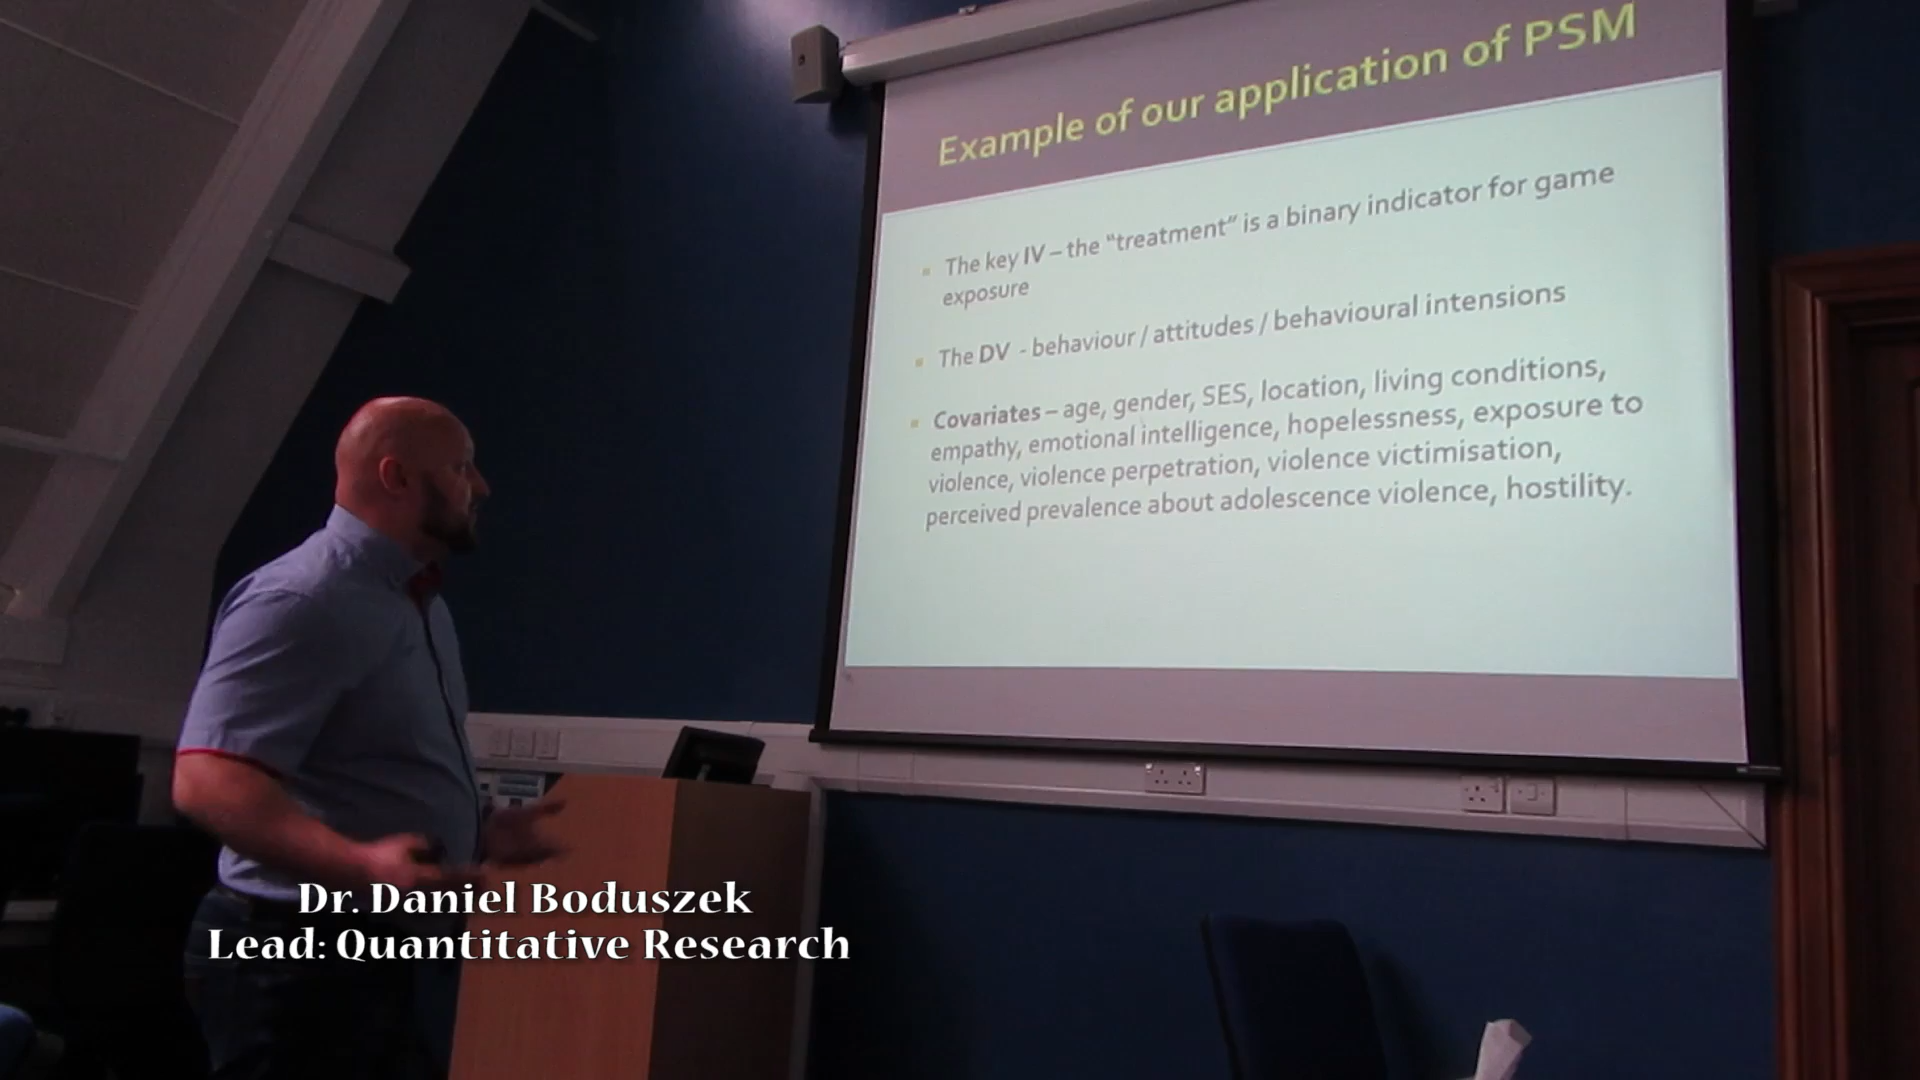 Example of our application of PSM
The key IV – the “treatment” is a binary indicator for game
exposure
The DV - behaviour / attitudes / behavioural intensions
Covariates – age, gender, SES, location, living conditions,
empathy, emotional intelligence, hopelessness, exposure to
violence, violence perpetration, violence victimisation,
perceived prevalence about adolescence violence, hostility.
Dr. Daniel Boduszek
Lead: Quantitative Research